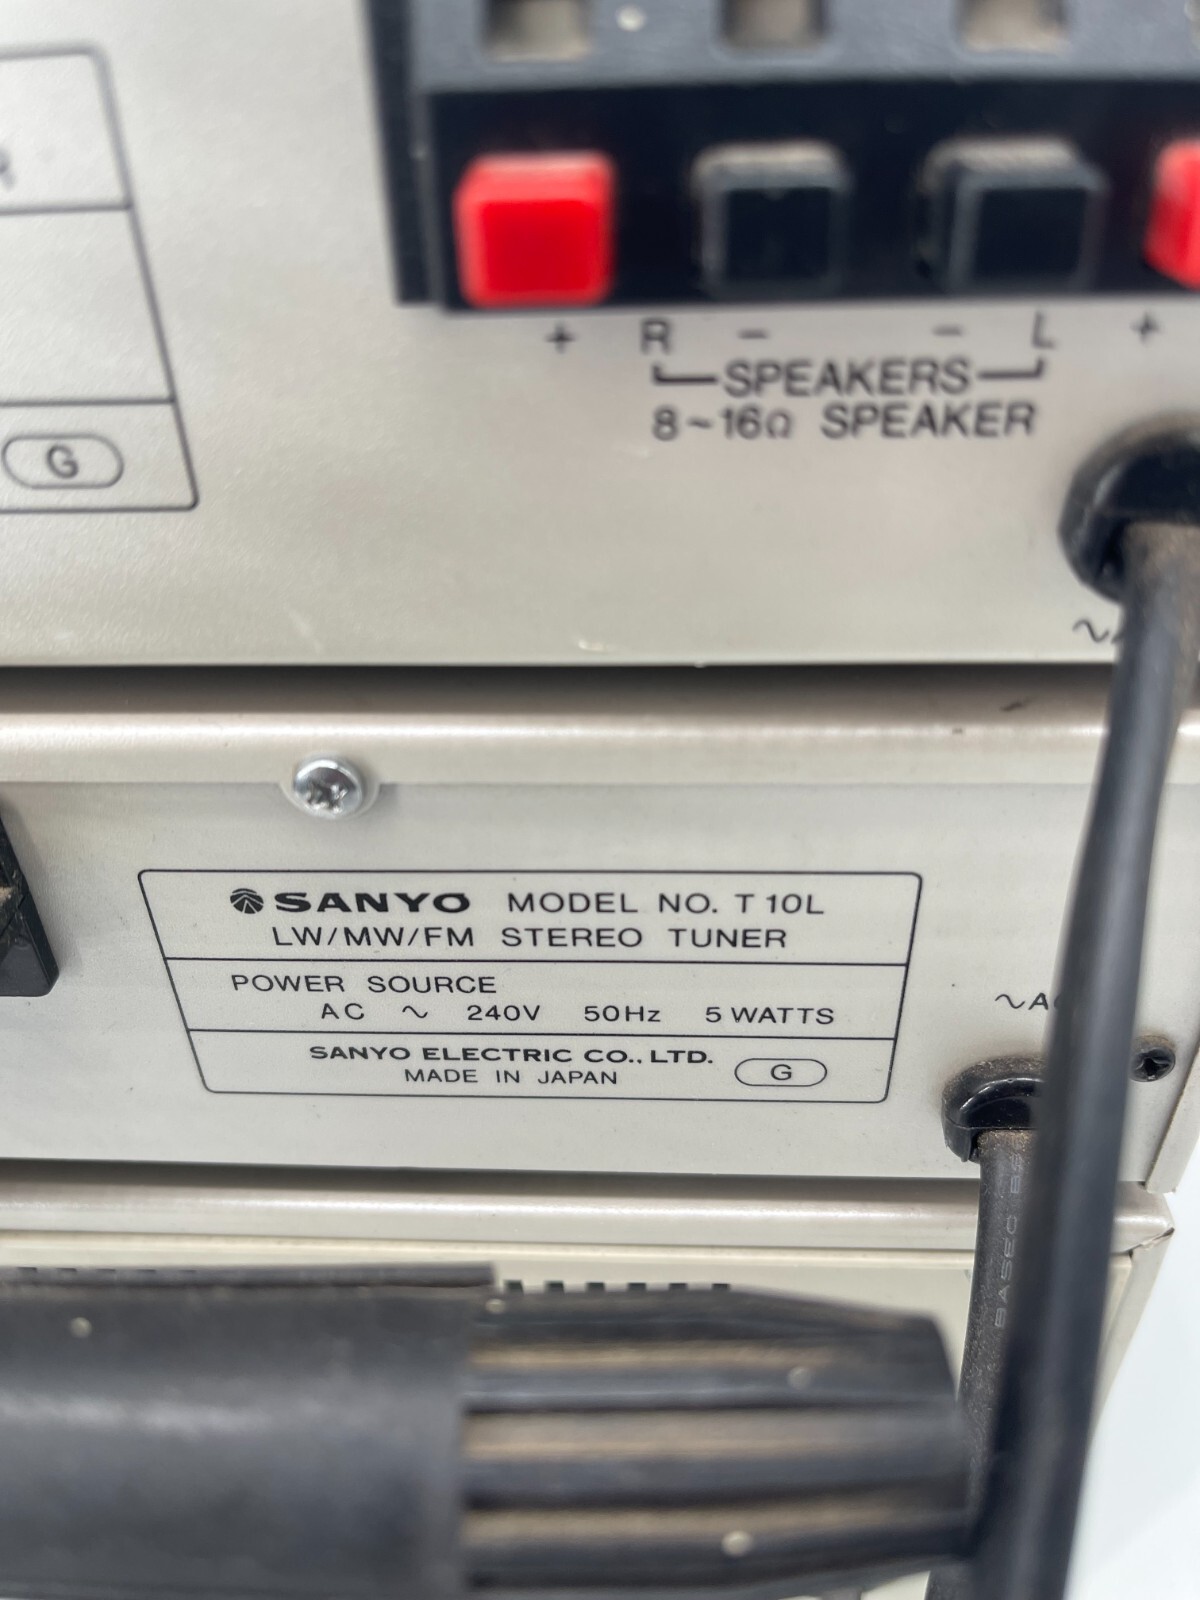 G
+ R − − L +
SPEAKERS
8~16Ω SPEAKER
SANYO MODEL NO. T 10L
LW/MW/FM STEREO TUNER
POWER SOURCE
AC ∿ 240V 50Hz 5 WATTS
SANYO ELECTRIC CO., LTD.
MADE IN JAPAN G
∿AC
BASEC